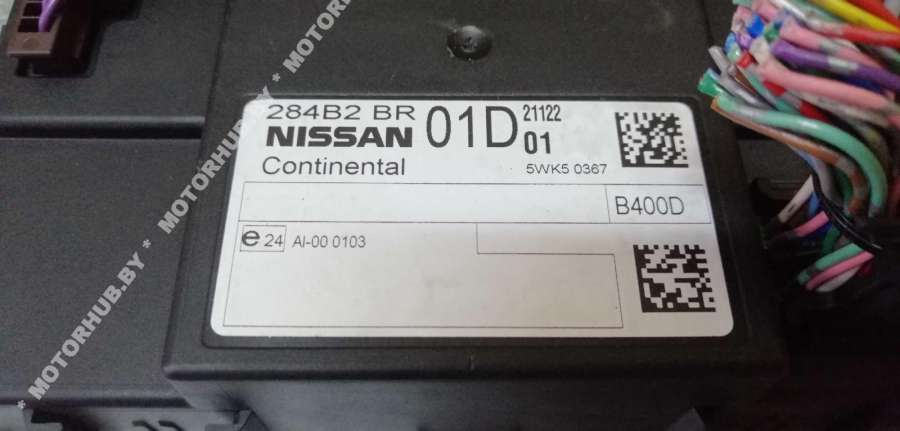 284B2 BR 01D 21122
NISSAN 01
Continental 5WK5 0367
B400D
e 24 AI-00 0103
* MOTORHUB.BY * MOTORHUB.BY * MOTORHUB.BY *